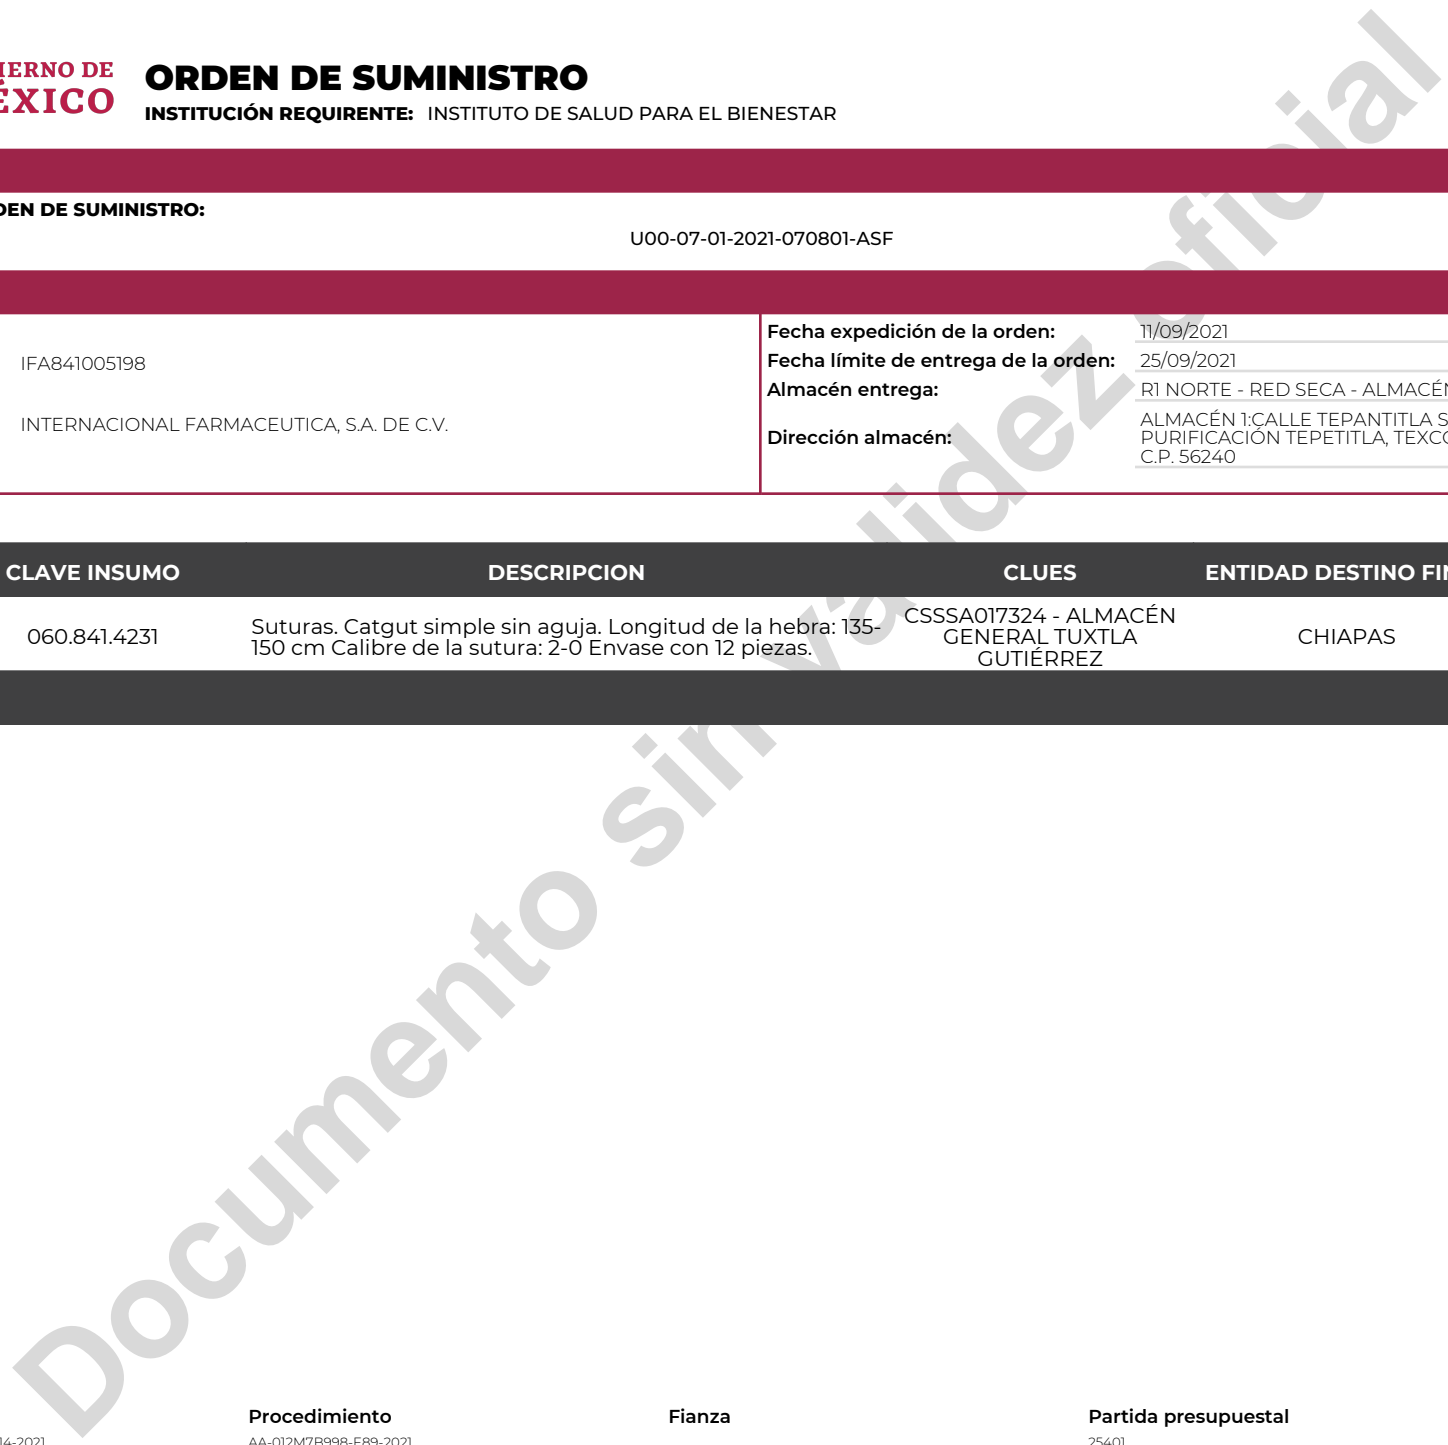 ORDEN DE SUMINISTRO
INSTITUCIÓN REQUIRENTE: INSTITUTO DE SALUD PARA EL BIENESTAR
DE SUMINISTRO:
U00-07-01-2021-070801-ASF
IFA841005198
INTERNACIONAL FARMACEUTICA, S.A. DE C.V.
Fecha expedición de la orden: 11/09/2021
Fecha límite de entrega de la orden: 25/09/2021
Almacén entrega: R1 NORTE - RED SECA - ALMACÉN
Dirección almacén:
ALMACÉN 1:CALLE TEPANTITLA S
PURIFICACIÓN TEPETITLA, TEXCO
C.P. 56240
CLAVE INSUMO DESCRIPCION CLUES ENTIDAD DESTINO
060.841.4231
Suturas. Catgut simple sin aguja. Longitud de la hebra: 135-
150 cm Calibre de la sutura: 2-0 Envase con 12 piezas.
CSSSA017324 - ALMACÉN
GENERAL TUXTLA
GUTIÉRREZ
CHIAPAS
Documento sin validez oficial
Procedimiento Fianza Partida presupuestal